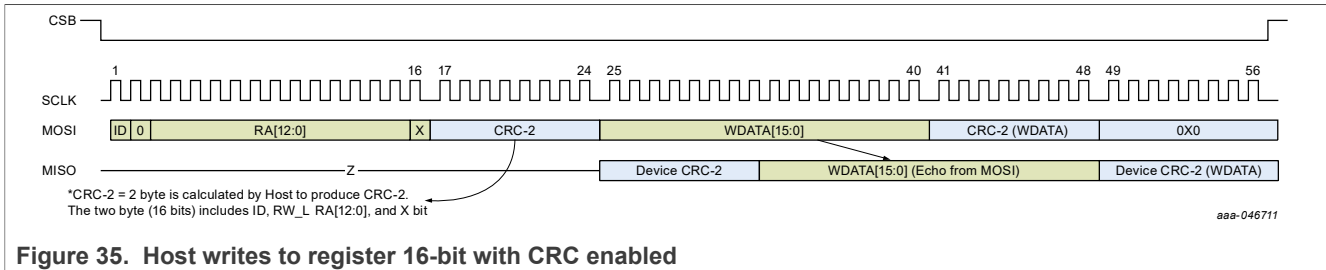 CSB
1 16 17 24 25 40 41 48 49 56
SCLK
MOSI ID 0 RA[12:0] X CRC-2 WDATA[15:0] CRC-2 (WDATA) 0X0
MISO Z Device CRC-2 WDATA[15:0] (Echo from MOSI) Device CRC-2 (WDATA)
*CRC-2 = 2 byte is calculated by Host to produce CRC-2.
The two byte (16 bits) includes ID, RW_L RA[12:0], and X bit
aaa-046711
Figure 35. Host writes to register 16-bit with CRC enabled